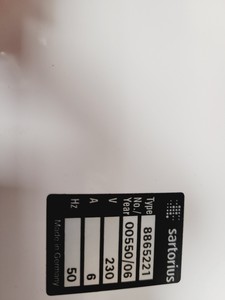 sartorius
Type 8865221
No./
Year 00550/06
V 230
A 6
Hz 50
Made in Germany